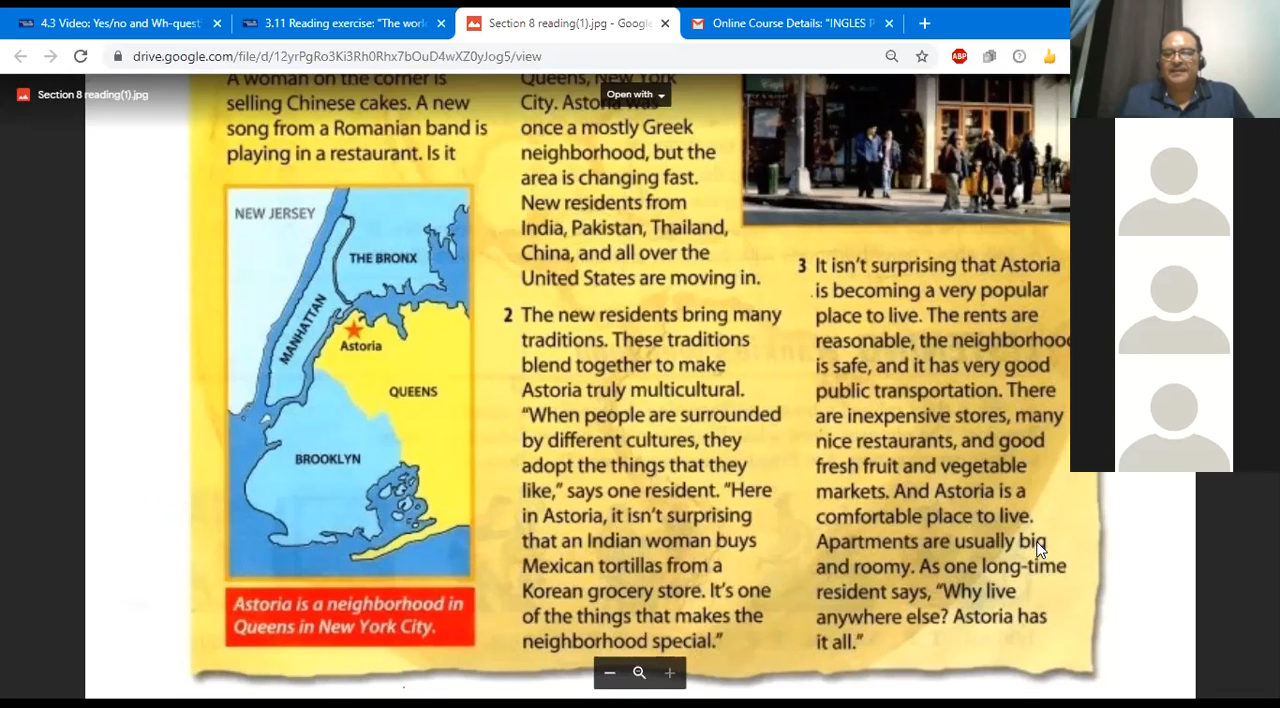 4.3 Video: Yes/no and Wh-quest
3.11 Reading exercise: "The worl
Section 8 reading(1).jpg - Google
Online Course Details: "INGLES P
drive.google.com/file/d/12yrPgRo3Ki3Rh0Rhx7bOuD4wXZ0yJog5/view
ABP
Section 8 reading(1).jpg
Open with
A woman on the corner is
selling Chinese cakes. A new
song from a Romanian band is
playing in a restaurant. Is it
NEW JERSEY
THE BRONX
MANHATTAN
Astoria
QUEENS
BROOKLYN
Astoria is a neighborhood in
Queens in New York City.
Queens, New York
City. Astoria was
once a mostly Greek
neighborhood, but the
area is changing fast.
New residents from
India, Pakistan, Thailand,
China, and all over the
United States are moving in.
2 The new residents bring many
traditions. These traditions
blend together to make
Astoria truly multicultural.
“When people are surrounded
by different cultures, they
adopt the things that they
like,” says one resident. “Here
in Astoria, it isn’t surprising
that an Indian woman buys
Mexican tortillas from a
Korean grocery store. It’s one
of the things that makes the
neighborhood special.”
3 It isn’t surprising that Astoria
is becoming a very popular
place to live. The rents are
reasonable, the neighborhood
is safe, and it has very good
public transportation. There
are inexpensive stores, many
nice restaurants, and good
fresh fruit and vegetable
markets. And Astoria is a
comfortable place to live.
Apartments are usually big
and roomy. As one long-time
resident says, “Why live
anywhere else? Astoria has
it all.”